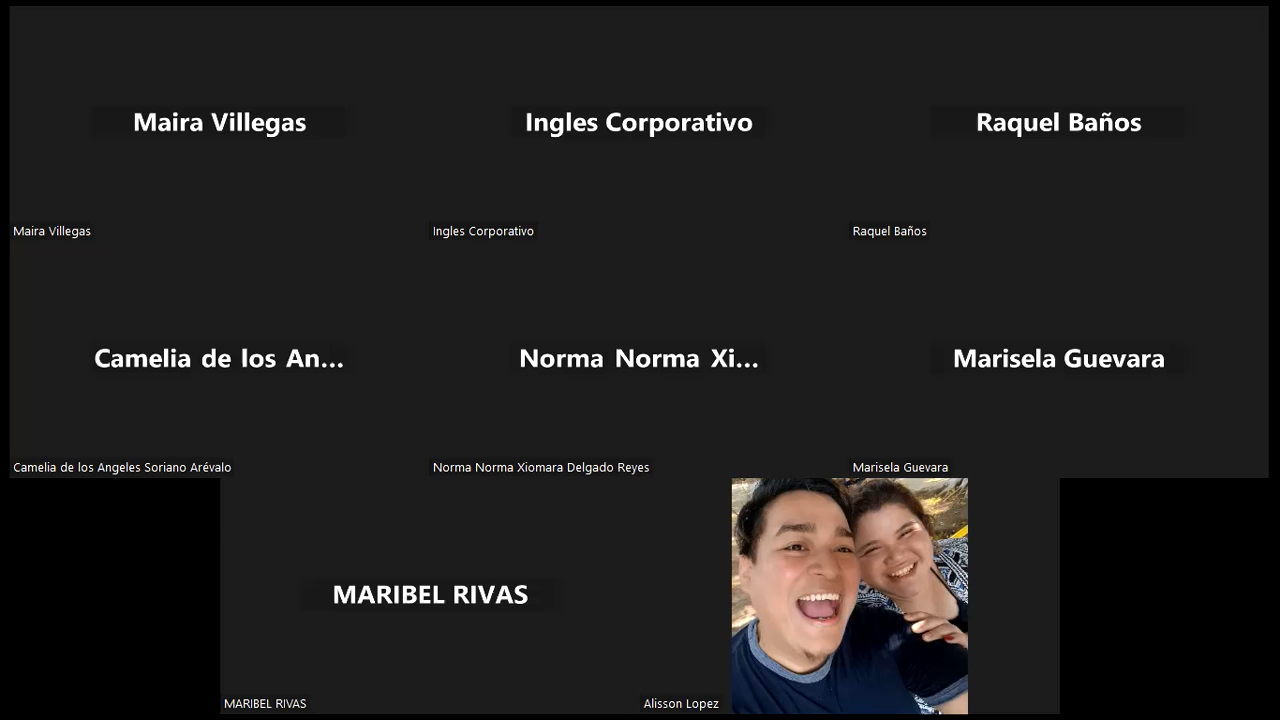 Maira Villegas
Ingles Corporativo
Raquel Baños
Maira Villegas
Ingles Corporativo
Raquel Baños
Camelia de los An...
Norma Norma Xi...
Marisela Guevara
Camelia de los Angeles Soriano Arévalo
Norma Norma Xiomara Delgado Reyes
Marisela Guevara
MARIBEL RIVAS
MARIBEL RIVAS
Alisson Lopez